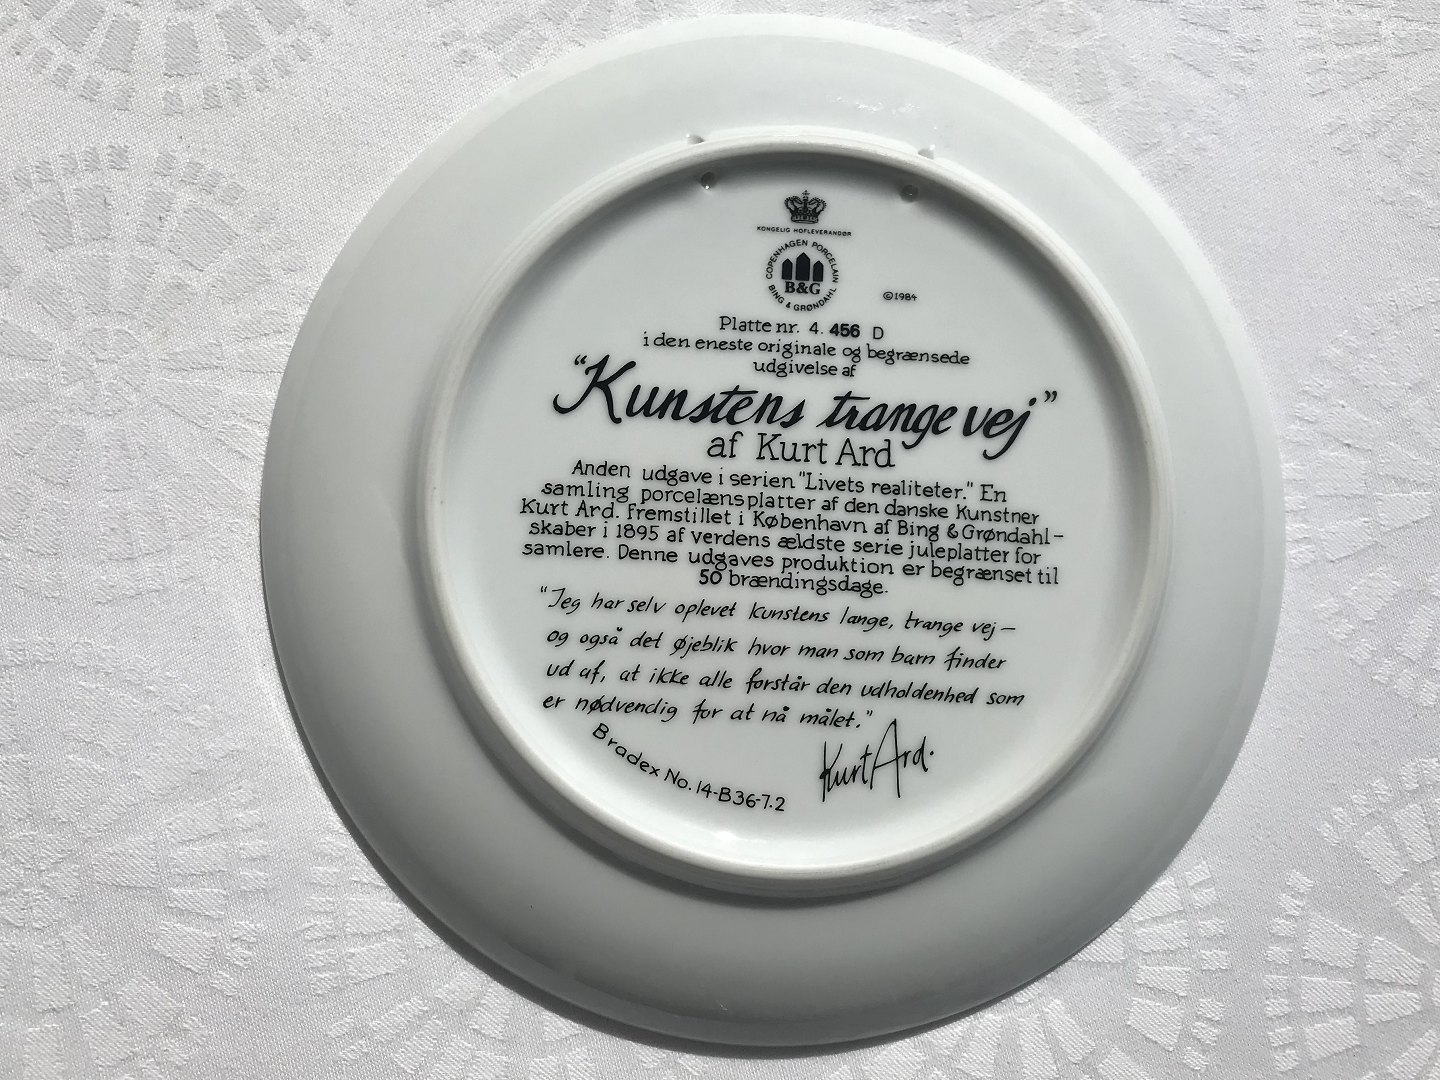 KONGELIG HOFLEVERANDØR
COPENHAGEN PORCELAIN
B&G
BING & GRØNDAHL
©1984
Platte nr. 4.456 D
i den eneste originale og begrænsede
udgivelse af
"Kunstens trange vej"
af Kurt Ard
Anden udgave i serien "Livets realiteter." En
samling porcelænsplatter af den danske Kunstner
Kurt Ard. Fremstillet i København af Bing & Grøndahl-
skaber i 1895 af verdens ældste serie juleplatter for
samlere. Denne udgaves produktion er begrænset til
50 brændingsdage.
"Jeg har selv oplevet kunstens lange, trange vej—
og også det øjeblik hvor man som barn finder
ud af, at ikke alle forstår den udholdenhed som
er nødvendig for at nå målet."
Kurt Ard.
Bradex No. 14-B36-7.2